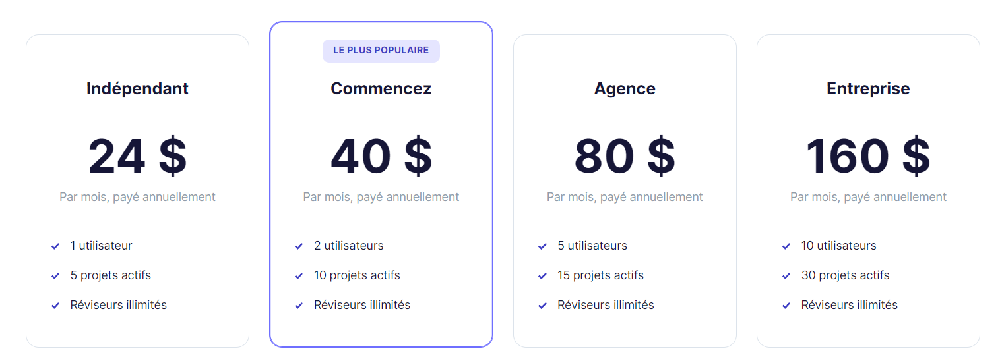 Indépendant
24 $
Par mois, payé annuellement
1 utilisateur
5 projets actifs
Réviseurs illimités
LE PLUS POPULAIRE
Commencez
40 $
Par mois, payé annuellement
2 utilisateurs
10 projets actifs
Réviseurs illimités
Agence
80 $
Par mois, payé annuellement
5 utilisateurs
15 projets actifs
Réviseurs illimités
Entreprise
160 $
Par mois, payé annuellement
10 utilisateurs
30 projets actifs
Réviseurs illimités